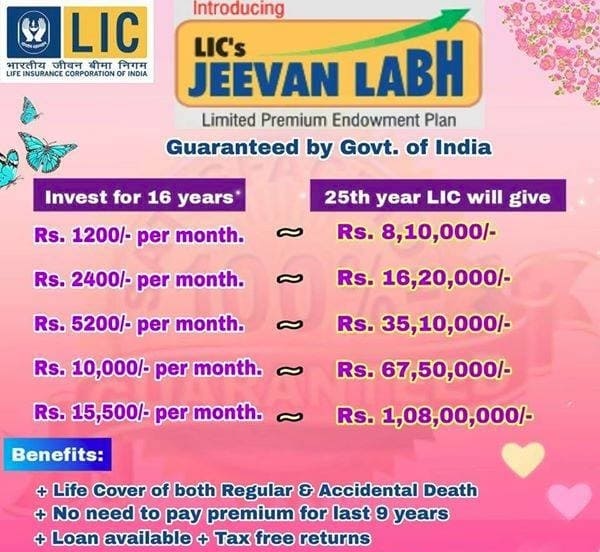 Introducing
LIC
भारतीय जीवन बीमा निगम
LIFE INSURANCE CORPORATION OF INDIA
LIC's
JEEVAN LABH
Limited Premium Endowment Plan
Guaranteed by Govt. of India
Invest for 16 years* 25th year LIC will give
Rs. 1200/- per month. ≈ Rs. 8,10,000/-
Rs. 2400/- per month. ≈ Rs. 16,20,000/-
Rs. 5200/- per month. ≈ Rs. 35,10,000/-
Rs. 10,000/- per month. ≈ Rs. 67,50,000/-
Rs. 15,500/- per month. ≈ Rs. 1,08,00,000/-
Benefits:
+ Life Cover of both Regular & Accidental Death
+ No need to pay premium for last 9 years
+ Loan available + Tax free returns
100%